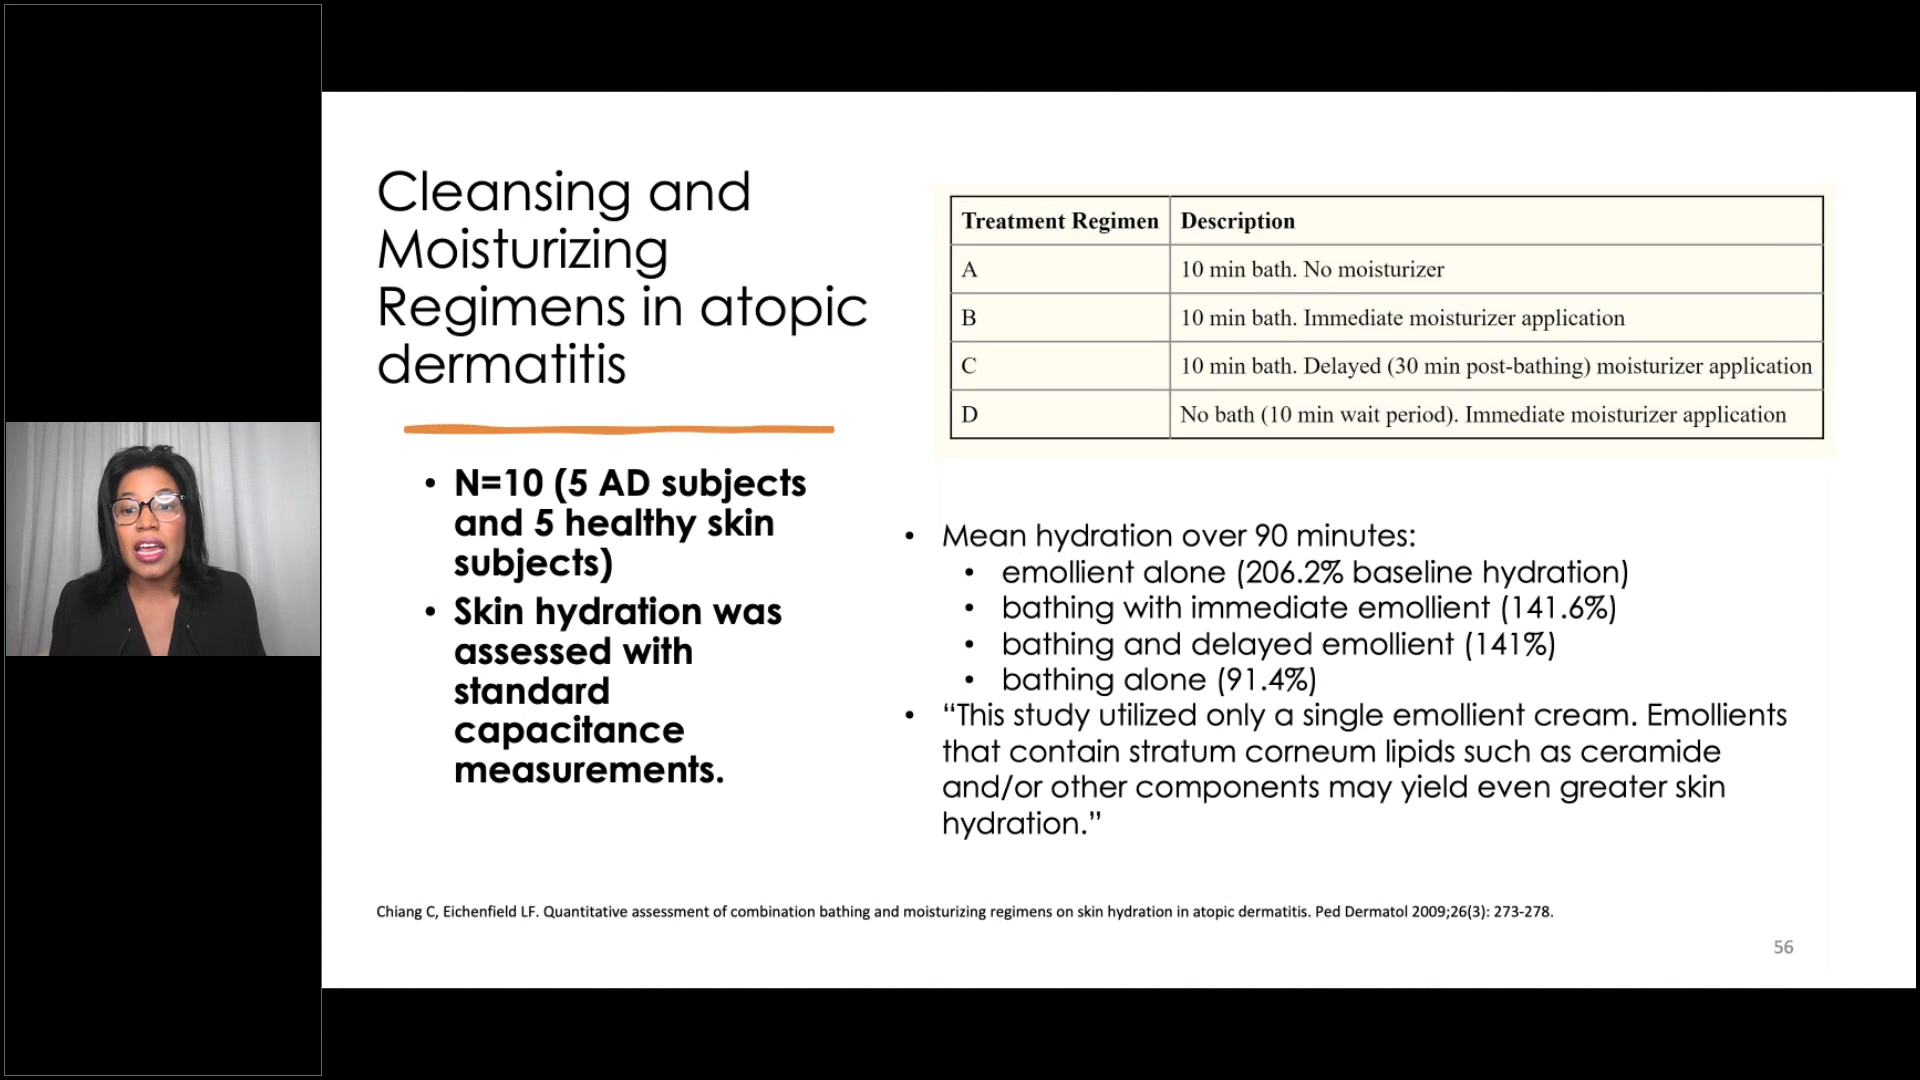 Cleansing and
Moisturizing
Regimens in atopic
dermatitis
• N=10 (5 AD subjects
and 5 healthy skin
subjects)
• Skin hydration was
assessed with
standard
capacitance
measurements.
Treatment Regimen Description
A 10 min bath. No moisturizer
B 10 min bath. Immediate moisturizer application
C 10 min bath. Delayed (30 min post-bathing) moisturizer application
D No bath (10 min wait period). Immediate moisturizer application
• Mean hydration over 90 minutes:
• emollient alone (206.2% baseline hydration)
• bathing with immediate emollient (141.6%)
• bathing and delayed emollient (141%)
• bathing alone (91.4%)
• “This study utilized only a single emollient cream. Emollients
that contain stratum corneum lipids such as ceramide
and/or other components may yield even greater skin
hydration.”
Chiang C, Eichenfield LF. Quantitative assessment of combination bathing and moisturizing regimens on skin hydration in atopic dermatitis. Ped Dermatol 2009;26(3): 273-278.
56